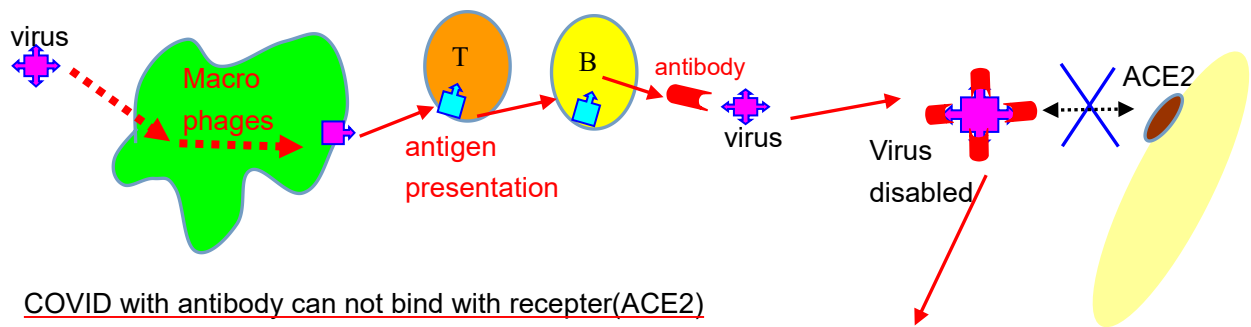 virus
Macro
phages
T
B
antigen
presentation
antibody
virus
Virus
disabled
ACE2
COVID with antibody can not bind with recepter(ACE2)